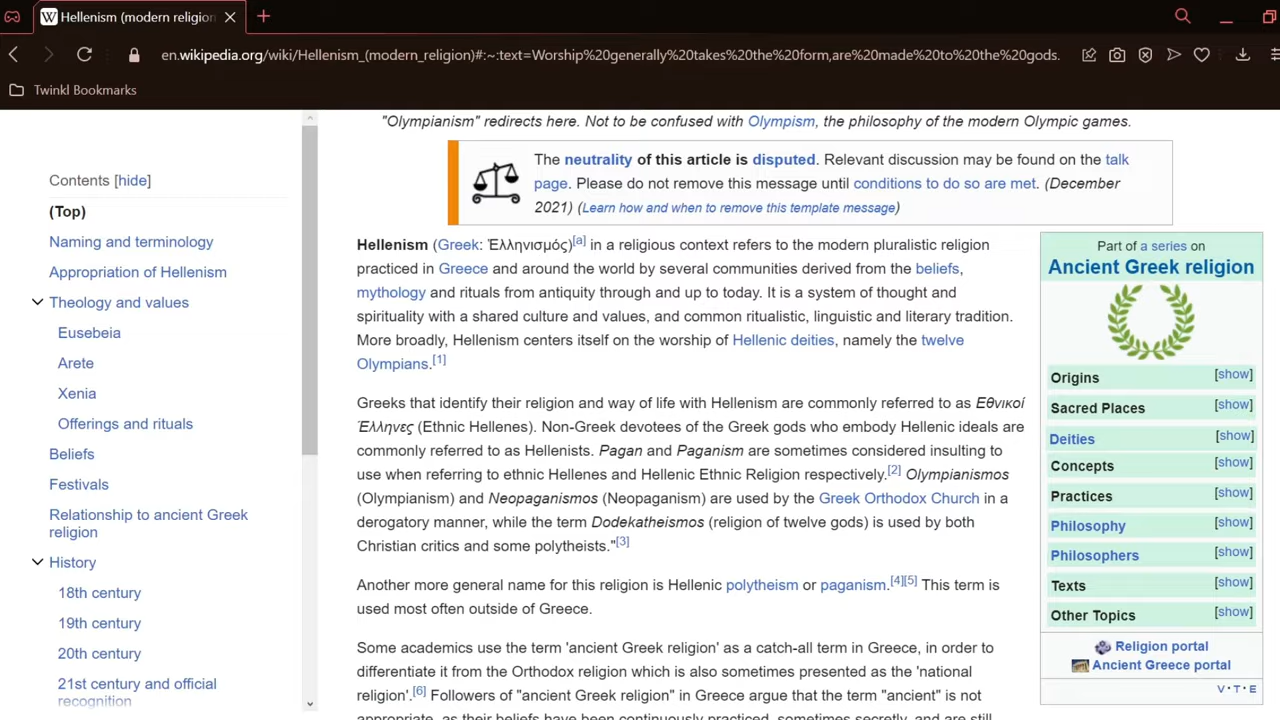 Hellenism (modern religion
en.wikipedia.org/wiki/Hellenism_(modern_religion)#:~:text=Worship%20generally%20takes%20the%20form,are%20made%20to%20the%20gods.
Twinkl Bookmarks
Contents [hide]
(Top)
Naming and terminology
Appropriation of Hellenism
Theology and values
Eusebeia
Arete
Xenia
Offerings and rituals
Beliefs
Festivals
Relationship to ancient Greek
religion
History
18th century
19th century
20th century
21st century and official
recognition
"Olympianism" redirects here. Not to be confused with Olympism, the philosophy of the modern Olympic games.
The neutrality of this article is disputed. Relevant discussion may be found on the talk
page. Please do not remove this message until conditions to do so are met. (December
2021) (Learn how and when to remove this template message)
Hellenism (Greek: Ἑλληνισμός)[a] in a religious context refers to the modern pluralistic religion
practiced in Greece and around the world by several communities derived from the beliefs,
mythology and rituals from antiquity through and up to today. It is a system of thought and
spirituality with a shared culture and values, and common ritualistic, linguistic and literary tradition.
More broadly, Hellenism centers itself on the worship of Hellenic deities, namely the twelve
Olympians.[1]
Greeks that identify their religion and way of life with Hellenism are commonly referred to as Εθνικοί
Έλληνες (Ethnic Hellenes). Non-Greek devotees of the Greek gods who embody Hellenic ideals are
commonly referred to as Hellenists. Pagan and Paganism are sometimes considered insulting to
use when referring to ethnic Hellenes and Hellenic Ethnic Religion respectively.[2] Olympianismos
(Olympianism) and Neopaganismos (Neopaganism) are used by the Greek Orthodox Church in a
derogatory manner, while the term Dodekatheismos (religion of twelve gods) is used by both
Christian critics and some polytheists."[3]
Another more general name for this religion is Hellenic polytheism or paganism.[4][5] This term is
used most often outside of Greece.
Some academics use the term 'ancient Greek religion' as a catch-all term in Greece, in order to
differentiate it from the Orthodox religion which is also sometimes presented as the 'national
religion'.[6] Followers of "ancient Greek religion" in Greece argue that the term "ancient" is not
appropriate, as their beliefs have been continuously practiced, sometimes secretly, and are still
Part of a series on
Ancient Greek religion
Origins [show]
Sacred Places [show]
Deities [show]
Concepts [show]
Practices [show]
Philosophy [show]
Philosophers [show]
Texts [show]
Other Topics [show]
Religion portal
Ancient Greece portal
V·T·E